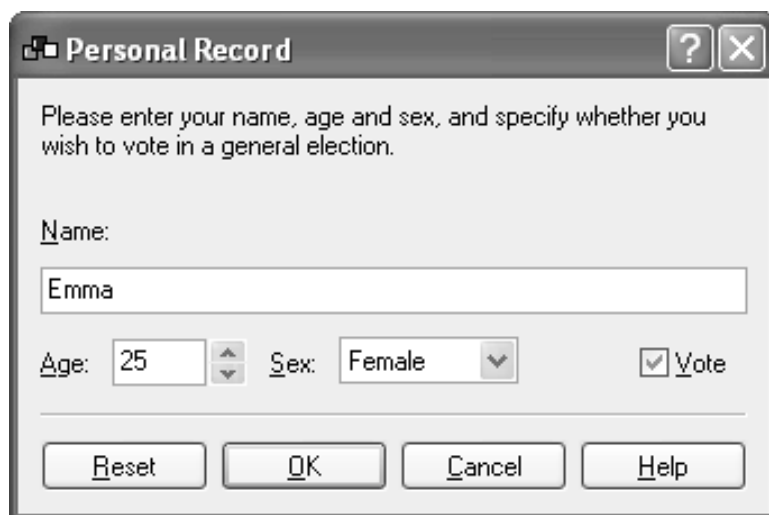 Personal Record
Please enter your name, age and sex, and specify whether you
wish to vote in a general election.
Name:
Emma
Age: 25 Sex: Female Vote
Reset OK Cancel Help